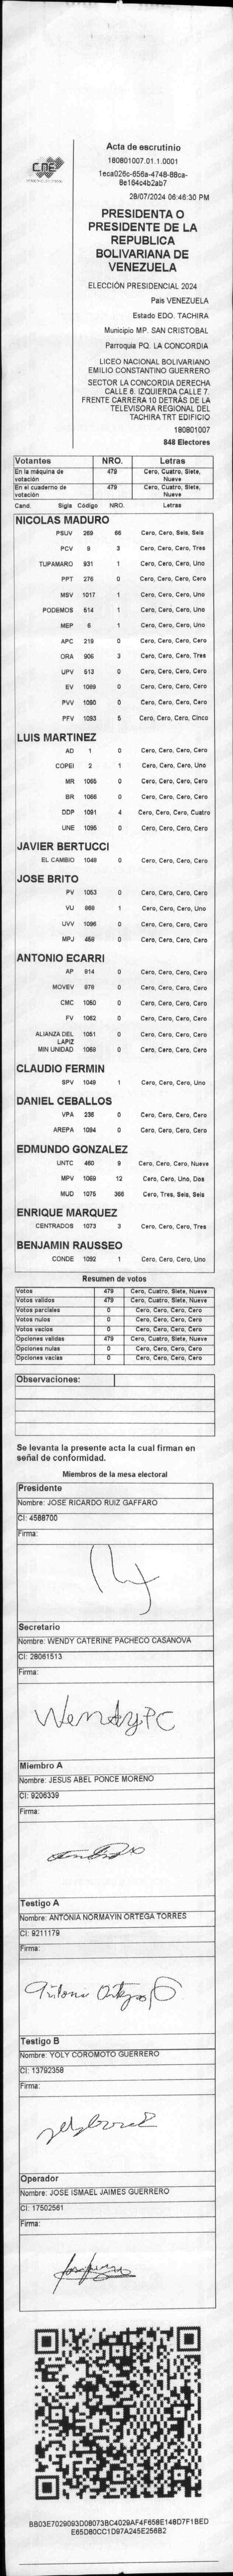 CNE
Acta de escrutinio
180801007.01.1.0001
1eca026c-656a-4748-88ca-
8e164c4b2ab7
28/07/2024 06:46:30 PM
PRESIDENTA O
PRESIDENTE DE LA
REPUBLICA
BOLIVARIANA DE
VENEZUELA
ELECCIÓN PRESIDENCIAL 2024
Pais VENEZUELA
Estado EDO. TACHIRA
Municipio MP. SAN CRISTOBAL
Parroquia PQ. LA CONCORDIA
LICEO NACIONAL BOLIVARIANO
EMILIO CONSTANTINO GUERRERO
SECTOR LA CONCORDIA DERECHA
CALLE 6. IZQUIERDA CALLE 7.
FRENTE CARRERA 10 DETRÁS DE LA
TELEVISORA REGIONAL DEL
TACHIRA TRT EDIFICIO
180801007
848 Electores
Votantes NRO. Letras
En la máquina de votación 479 Cero, Cuatro, Siete, Nueve
En el cuaderno de votación 479 Cero, Cuatro, Siete, Nueve
Cand. Sigla Código NRO. Letras
NICOLAS MADURO
PSUV 269 66 Cero, Cero, Seis, Seis
PCV 9 3 Cero, Cero, Cero, Tres
TUPAMARO 931 1 Cero, Cero, Cero, Uno
PPT 276 0 Cero, Cero, Cero, Cero
MSV 1017 1 Cero, Cero, Cero, Uno
PODEMOS 514 1 Cero, Cero, Cero, Uno
MEP 6 1 Cero, Cero, Cero, Uno
APC 219 0 Cero, Cero, Cero, Cero
ORA 906 3 Cero, Cero, Cero, Tres
UPV 513 0 Cero, Cero, Cero, Cero
EV 1089 0 Cero, Cero, Cero, Cero
PVV 1090 0 Cero, Cero, Cero, Cero
PFV 1093 5 Cero, Cero, Cero, Cinco
LUIS MARTINEZ
AD 1 0 Cero, Cero, Cero, Cero
COPEI 2 1 Cero, Cero, Cero, Uno
MR 1065 0 Cero, Cero, Cero, Cero
BR 1066 0 Cero, Cero, Cero, Cero
DDP 1091 4 Cero, Cero, Cero, Cuatro
UNE 1095 0 Cero, Cero, Cero, Cero
JAVIER BERTUCCI
EL CAMBIO 1048 0 Cero, Cero, Cero, Cero
JOSE BRITO
PV 1053 0 Cero, Cero, Cero, Cero
VU 868 1 Cero, Cero, Cero, Uno
UVV 1096 0 Cero, Cero, Cero, Cero
MPJ 458 0 Cero, Cero, Cero, Cero
ANTONIO ECARRI
AP 814 0 Cero, Cero, Cero, Cero
MOVEV 979 0 Cero, Cero, Cero, Cero
CMC 1050 0 Cero, Cero, Cero, Cero
FV 1062 0 Cero, Cero, Cero, Cero
ALIANZA DEL LAPIZ 1051 0 Cero, Cero, Cero, Cero
MIN UNIDAD 1068 0 Cero, Cero, Cero, Cero
CLAUDIO FERMIN
SPV 1049 1 Cero, Cero, Cero, Uno
DANIEL CEBALLOS
VPA 236 0 Cero, Cero, Cero, Cero
AREPA 1094 0 Cero, Cero, Cero, Cero
EDMUNDO GONZALEZ
UNTC 460 9 Cero, Cero, Cero, Nueve
MPV 1069 12 Cero, Cero, Uno, Dos
MUD 1075 366 Cero, Tres, Seis, Seis
ENRIQUE MARQUEZ
CENTRADOS 1073 3 Cero, Cero, Cero, Tres
BENJAMIN RAUSSEO
CONDE 1092 1 Cero, Cero, Cero, Uno
Resumen de votos
Votos 479 Cero, Cuatro, Siete, Nueve
Votos validos 479 Cero, Cuatro, Siete, Nueve
Votos parciales 0 Cero, Cero, Cero, Cero
Votos nulos 0 Cero, Cero, Cero, Cero
Votos vacios 0 Cero, Cero, Cero, Cero
Opciones validas 479 Cero, Cuatro, Siete, Nueve
Opciones nulas 0 Cero, Cero, Cero, Cero
Opciones vacias 0 Cero, Cero, Cero, Cero
Observaciones:
Se levanta la presente acta la cual firman en
señal de conformidad.
Miembros de la mesa electoral
Presidente
Nombre: JOSE RICARDO RUIZ GAFFARO
CI: 4588700
Firma:
Secretario
Nombre: WENDY CATERINE PACHECO CASANOVA
CI: 28061513
Firma:
WendyPC
Miembro A
Nombre: JESUS ABEL PONCE MORENO
CI: 9206339
Firma:
Testigo A
Nombre: ANTONIA NORMAYIN ORTEGA TORRES
CI: 9211179
Firma:
Testigo B
Nombre: YOLY COROMOTO GUERRERO
CI: 13792358
Firma:
Operador
Nombre: JOSE ISMAEL JAIMES GUERRERO
CI: 17502561
Firma:
BB03E7029093D08073BC4029AF4F658E148D7F1BED
E65D80CC1D97A245E256B2